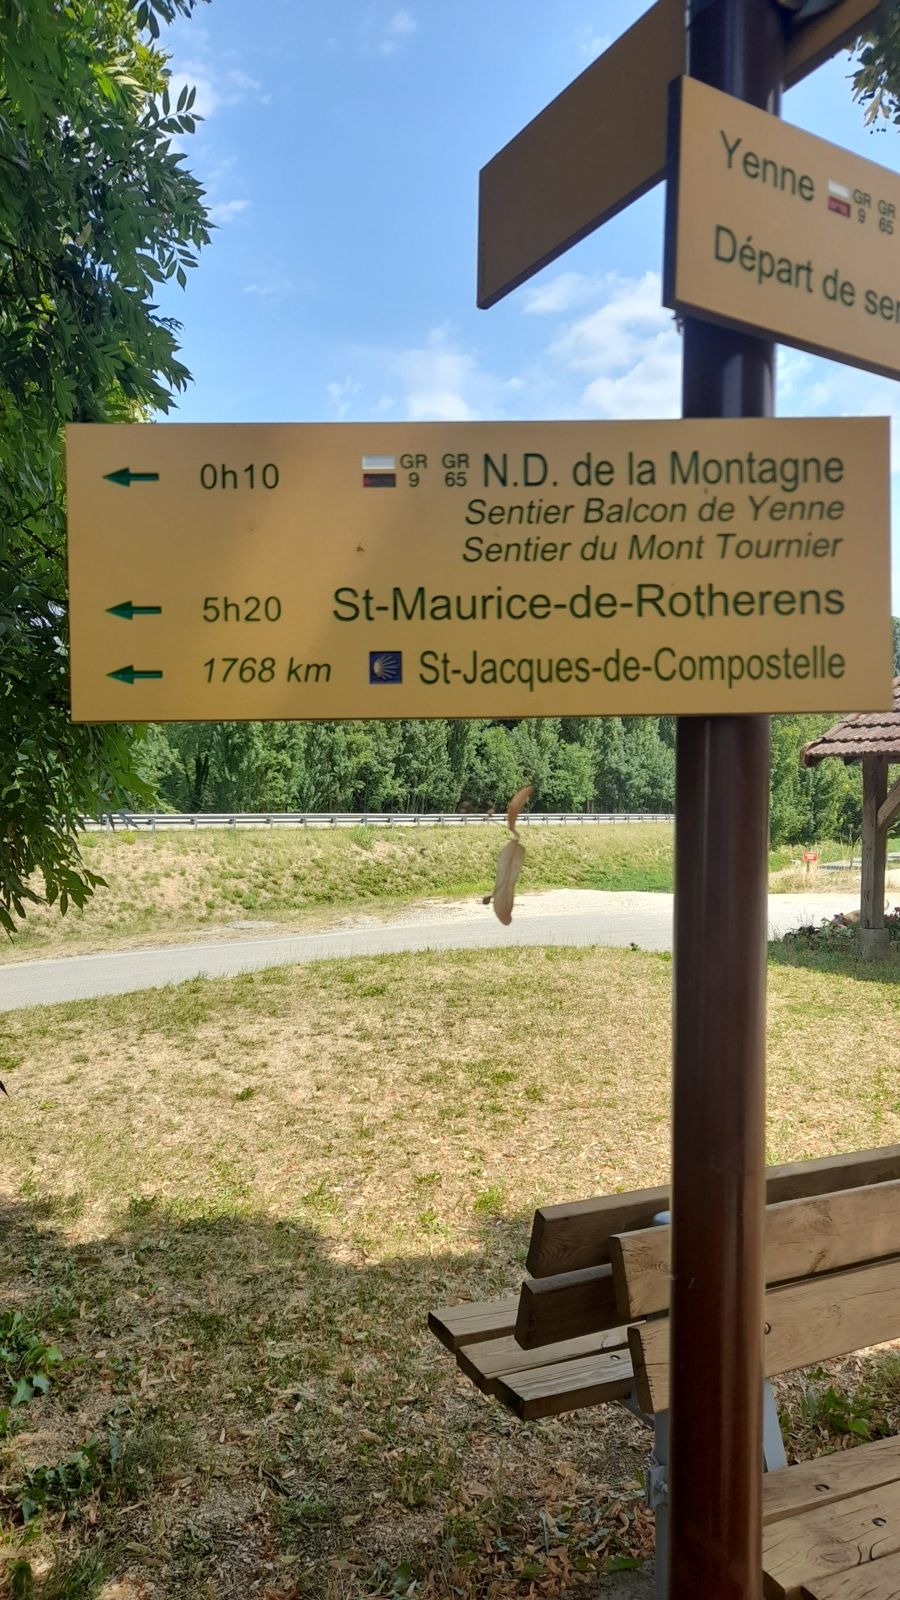 Yenne GR 9 GR 65
Départ de
0h10 GR 9 GR 65 N.D. de la Montagne
Sentier Balcon de Yenne
Sentier du Mont Tournier
5h20 St-Maurice-de-Rotherens
1768 km St-Jacques-de-Compostelle